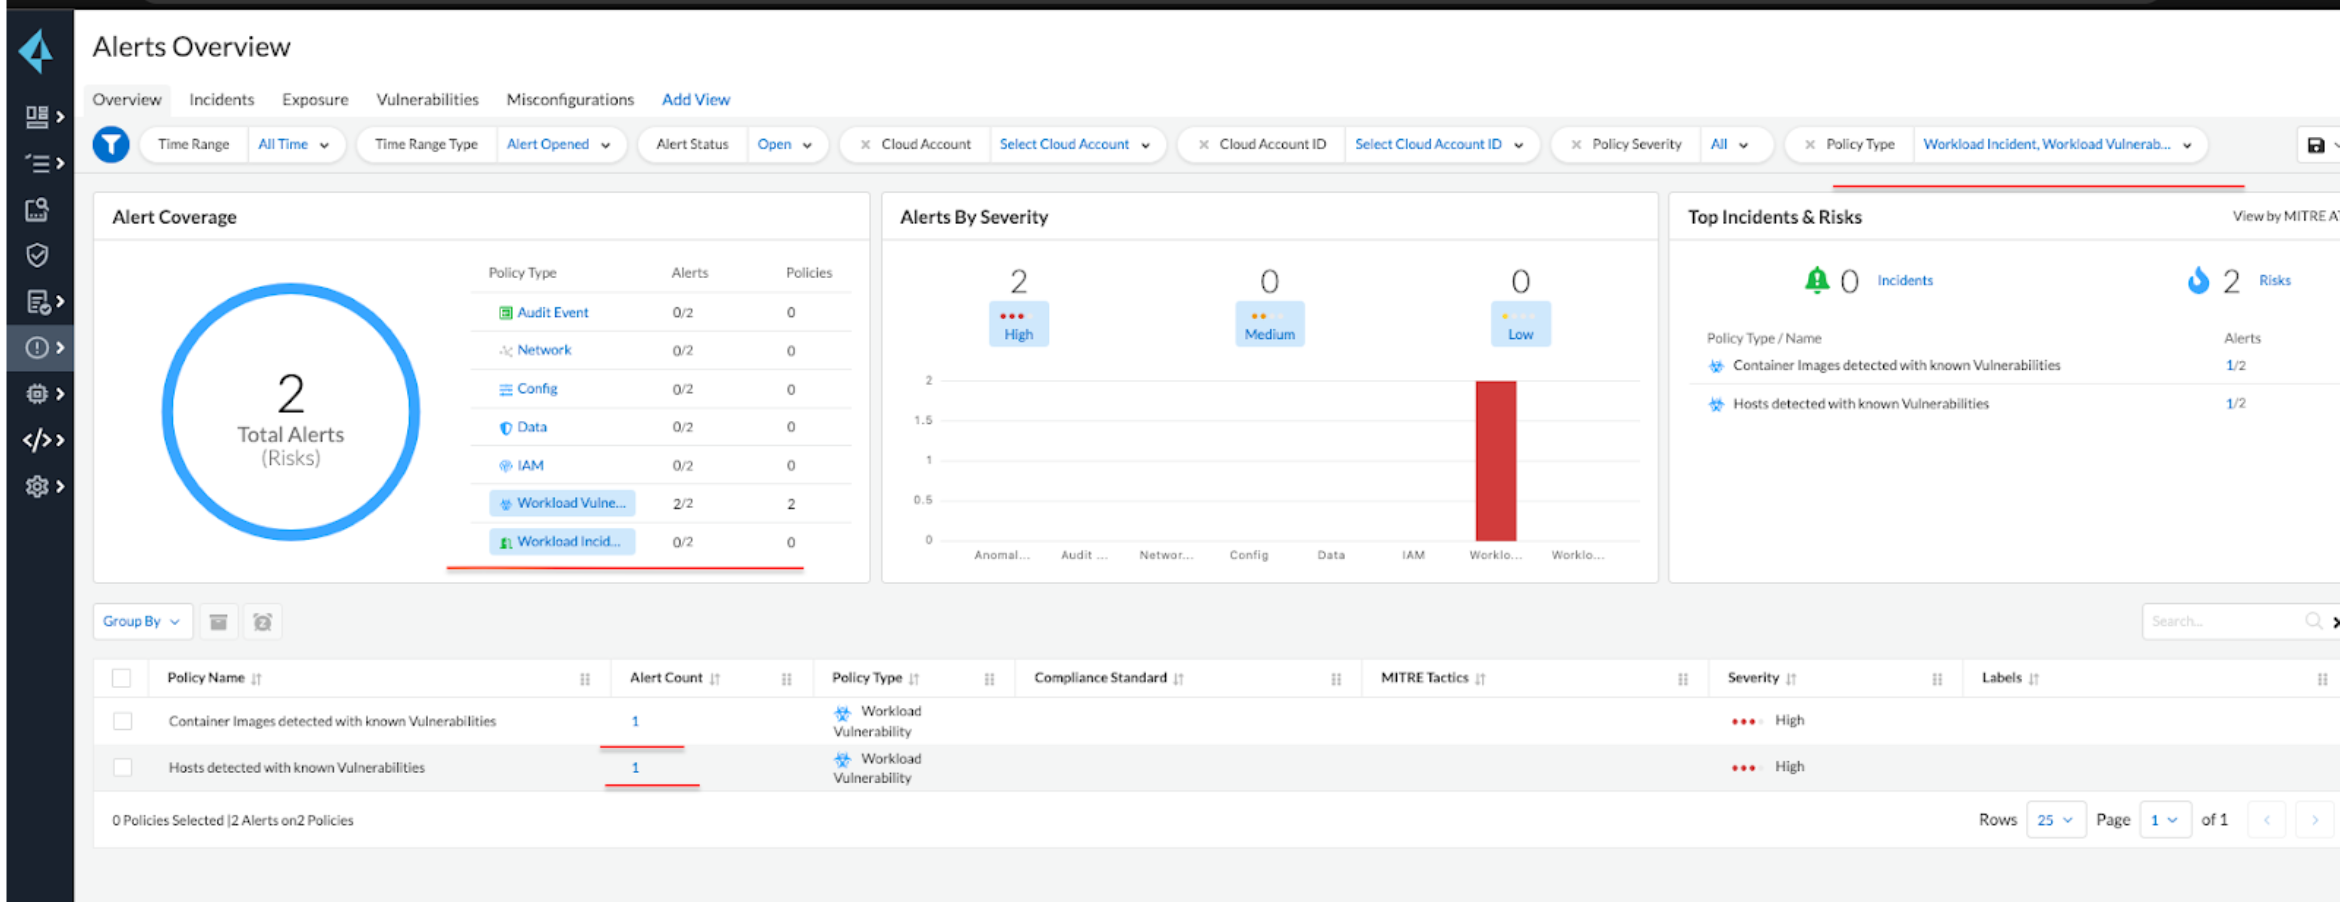 Alerts Overview
Overview Incidents Exposure Vulnerabilities Misconfigurations Add View
Time Range All Time Time Range Type Alert Opened Alert Status Open Cloud Account Select Cloud Account Cloud Account ID Select Cloud Account ID Policy Severity All Policy Type Workload Incident, Workload Vulnerab...
Alert Coverage
2
Total Alerts
(Risks)
Policy Type Alerts Policies
Audit Event 0/2 0
Network 0/2 0
Config 0/2 0
Data 0/2 0
IAM 0/2 0
Workload Vulne... 2/2 2
Workload Incid... 0/2 0
Alerts By Severity
2 0 0
High Medium Low
2
1.5
1
0.5
0
Anomal... Audit ... Networ... Config Data IAM Worklo... Worklo...
Top Incidents & Risks View by MITRE AT
0 Incidents 2 Risks
Policy Type / Name Alerts
Container Images detected with known Vulnerabilities 1/2
Hosts detected with known Vulnerabilities 1/2
Group By Search...
Policy Name Alert Count Policy Type Compliance Standard MITRE Tactics Severity Labels
Container Images detected with known Vulnerabilities 1 Workload Vulnerability High
Hosts detected with known Vulnerabilities 1 Workload Vulnerability High
0 Policies Selected |2 Alerts on2 Policies Rows 25 Page 1 of 1